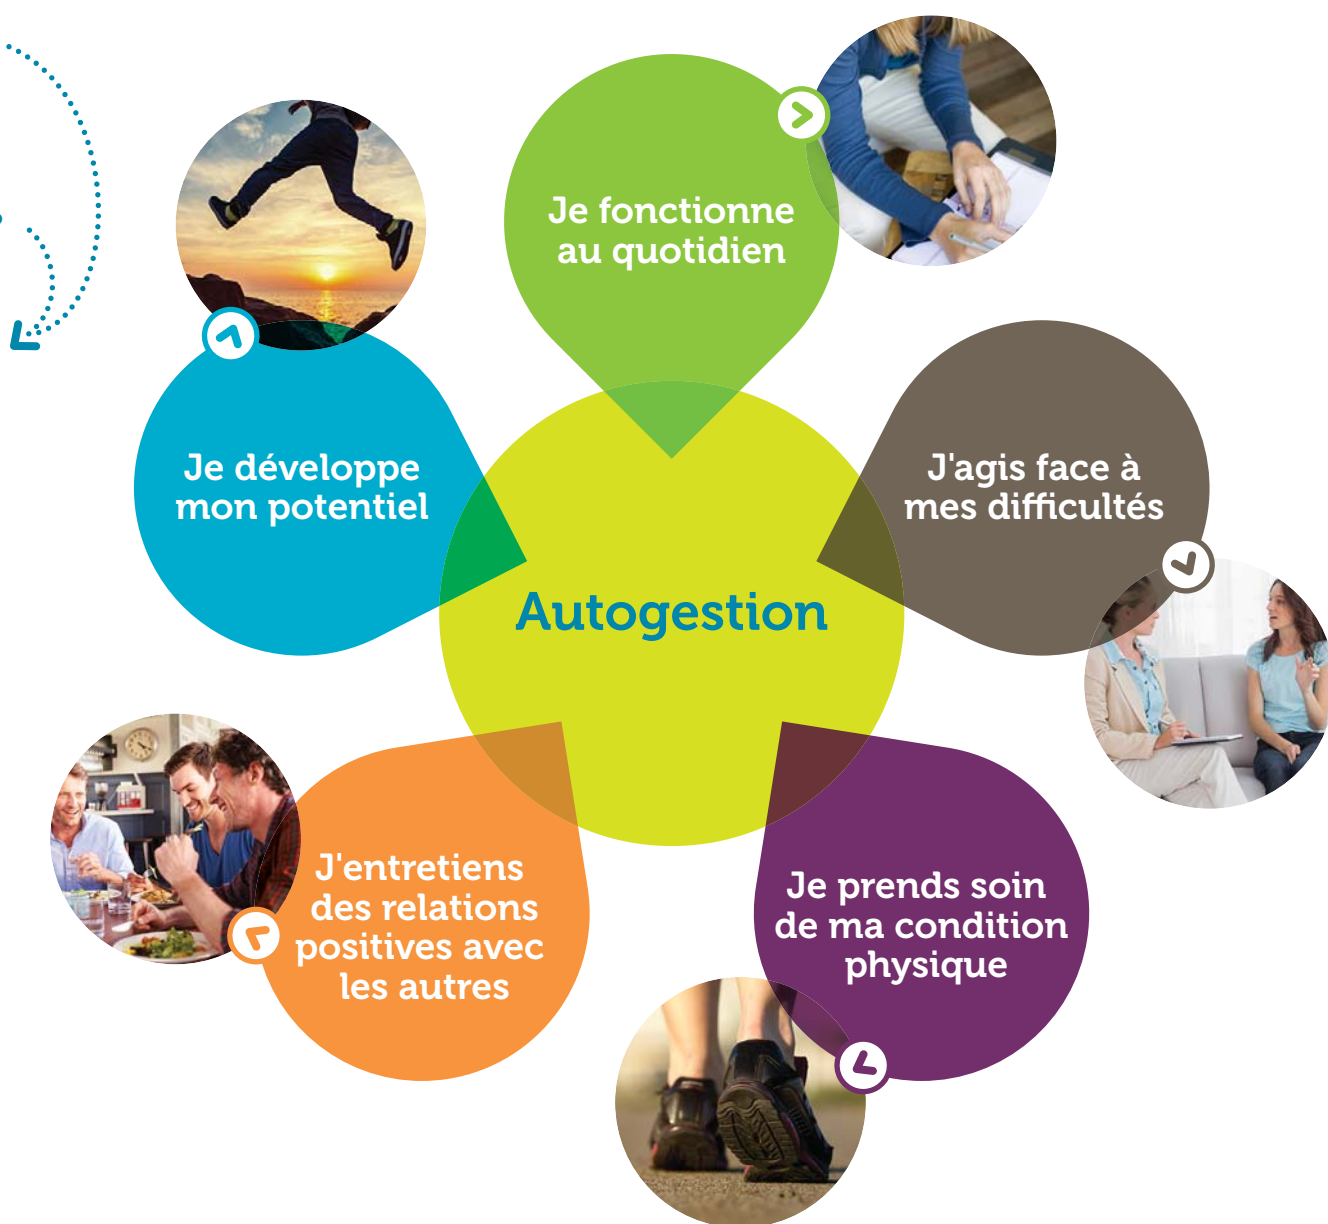 Je fonctionne
au quotidien
Je développe
mon potentiel
J'agis face à
mes difficultés
Autogestion
J'entretiens
des relations
positives avec
les autres
Je prends soin
de ma condition
physique